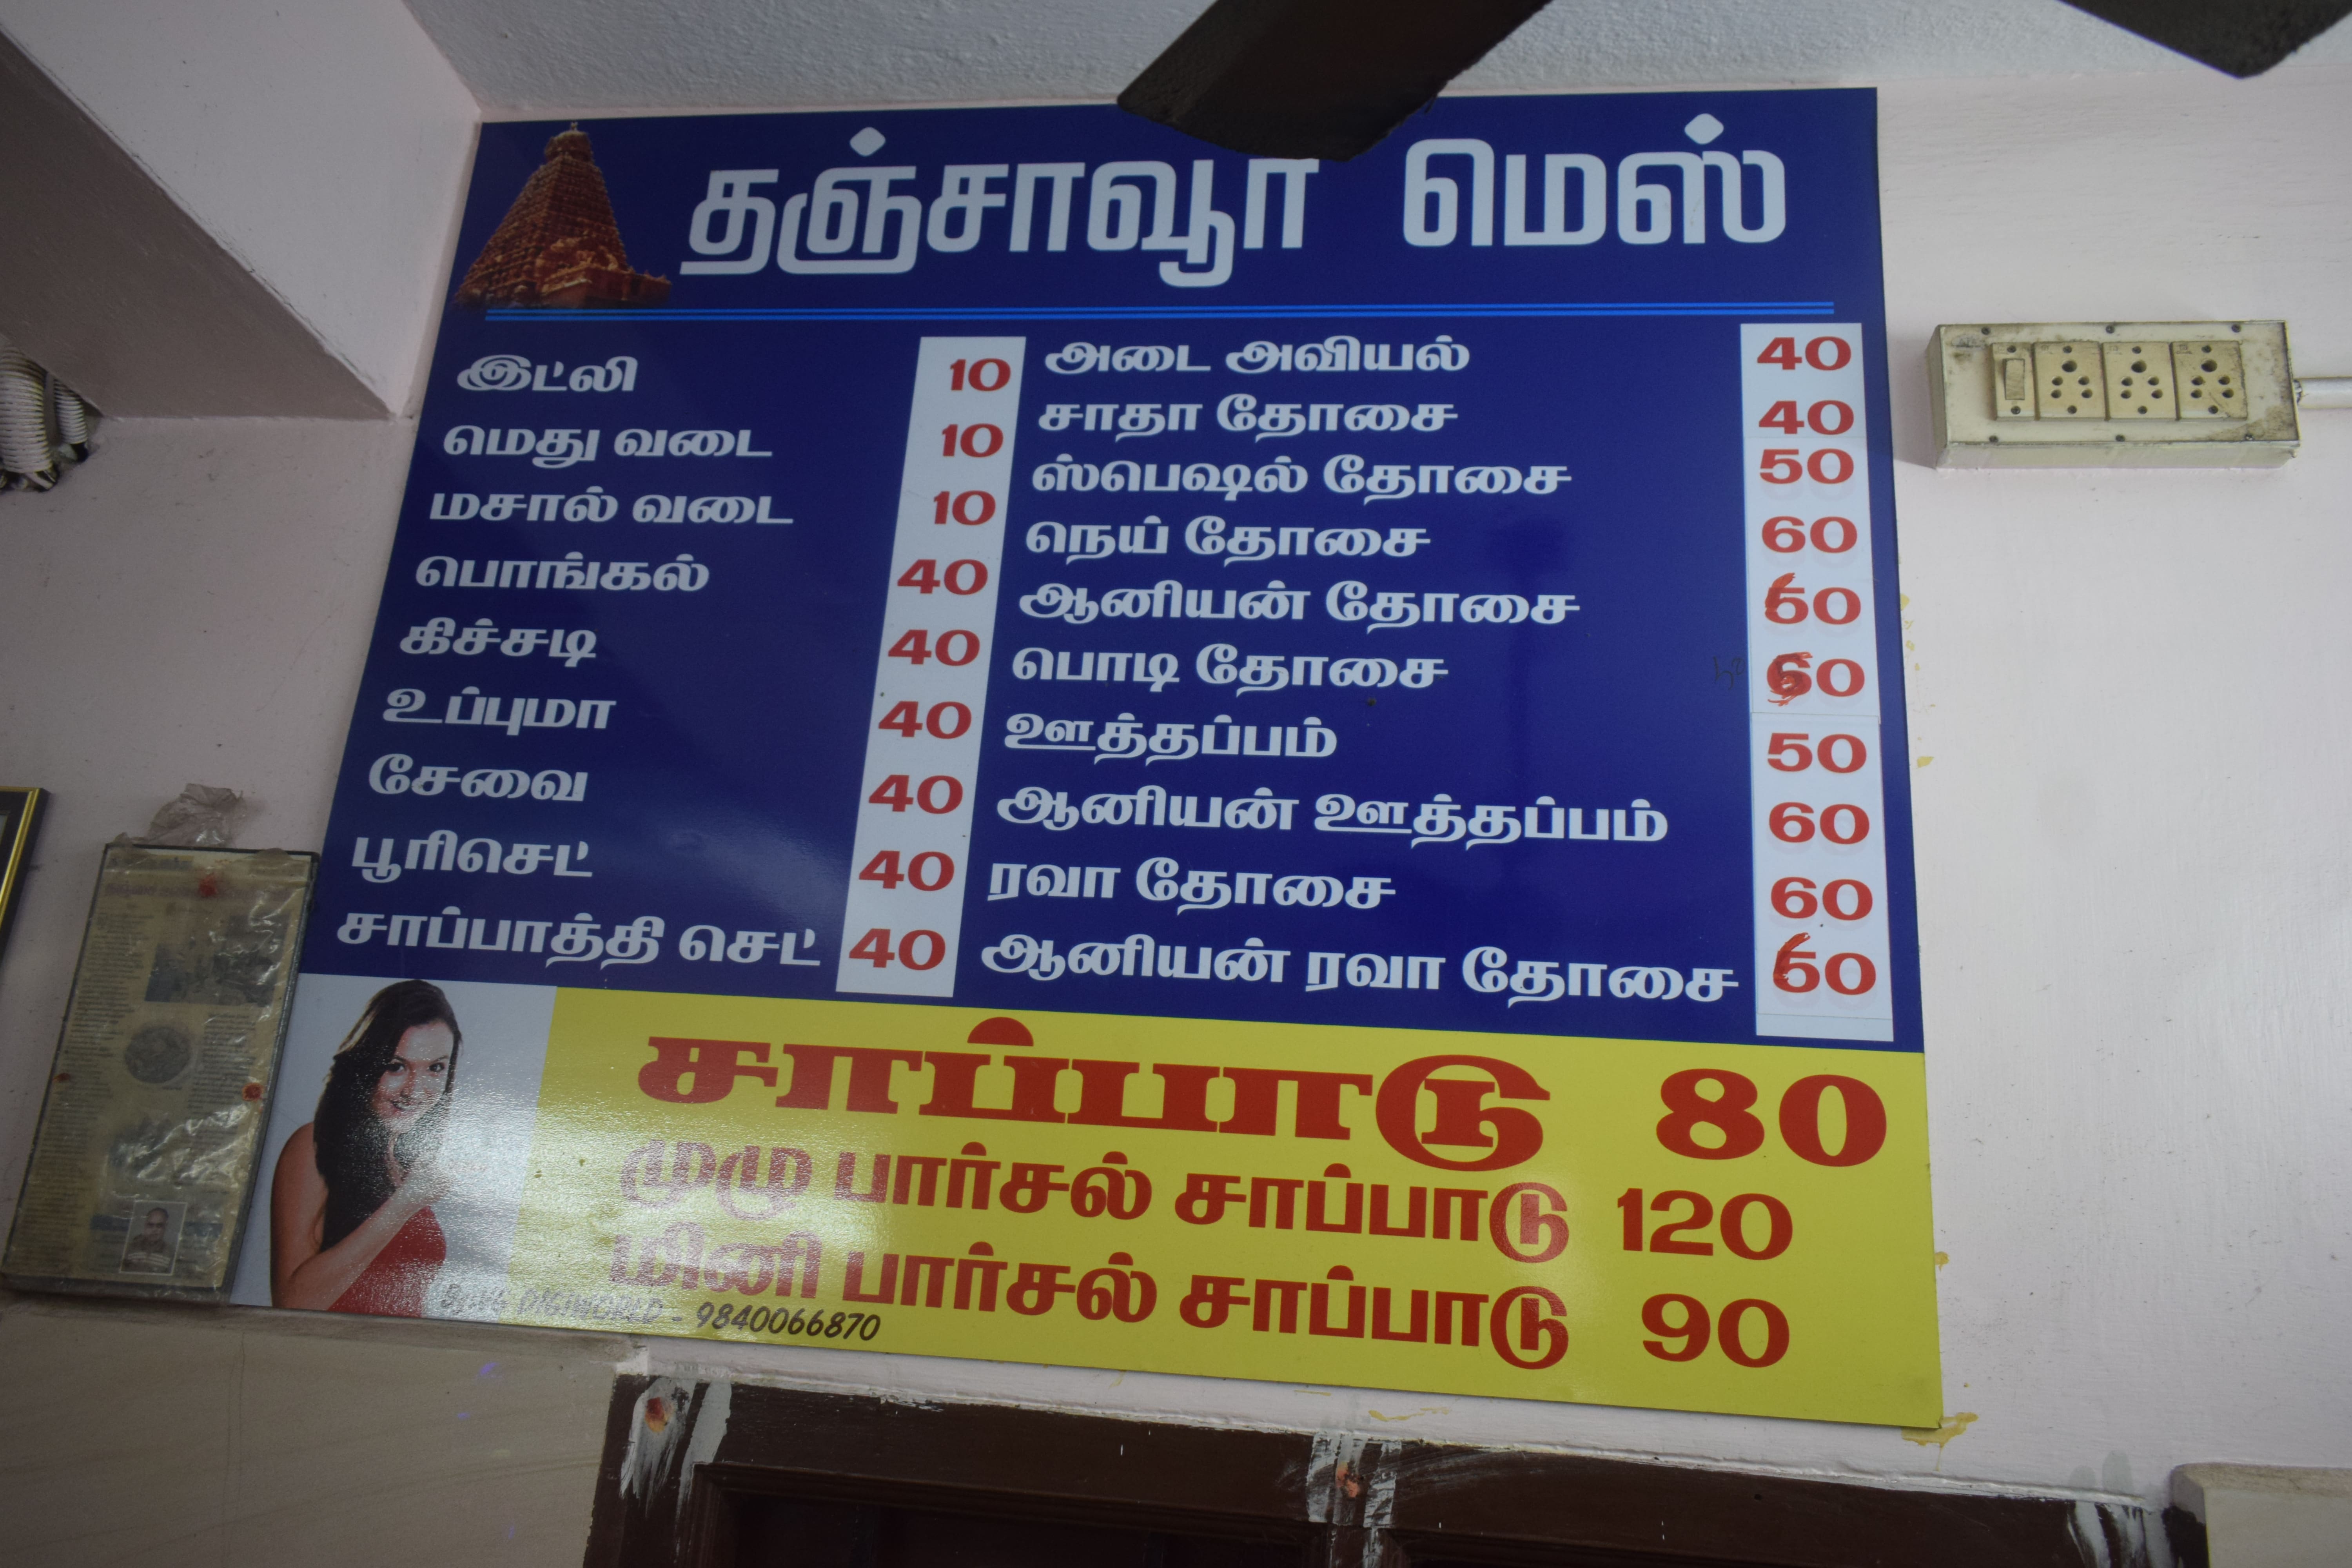 தஞ்சாவூர் மெஸ்
இட்லி 10
மெது வடை 10
மசால் வடை 10
பொங்கல் 40
கிச்சடி 40
உப்புமா 40
சேவை 40
பூரிசெட் 40
சாப்பாத்தி செட் 40
அடை அவியல் 40
சாதா தோசை 40
ஸ்பெஷல் தோசை 50
நெய் தோசை 60
ஆனியன் தோசை 60
பொடி தோசை 60
ஊத்தப்பம் 50
ஆனியன் ஊத்தப்பம் 60
ரவா தோசை 60
ஆனியன் ரவா தோசை 60
சாப்பாடு 80
முழு பார்சல் சாப்பாடு 120
மினி பார்சல் சாப்பாடு 90
DIGIWORLD - 9840066870